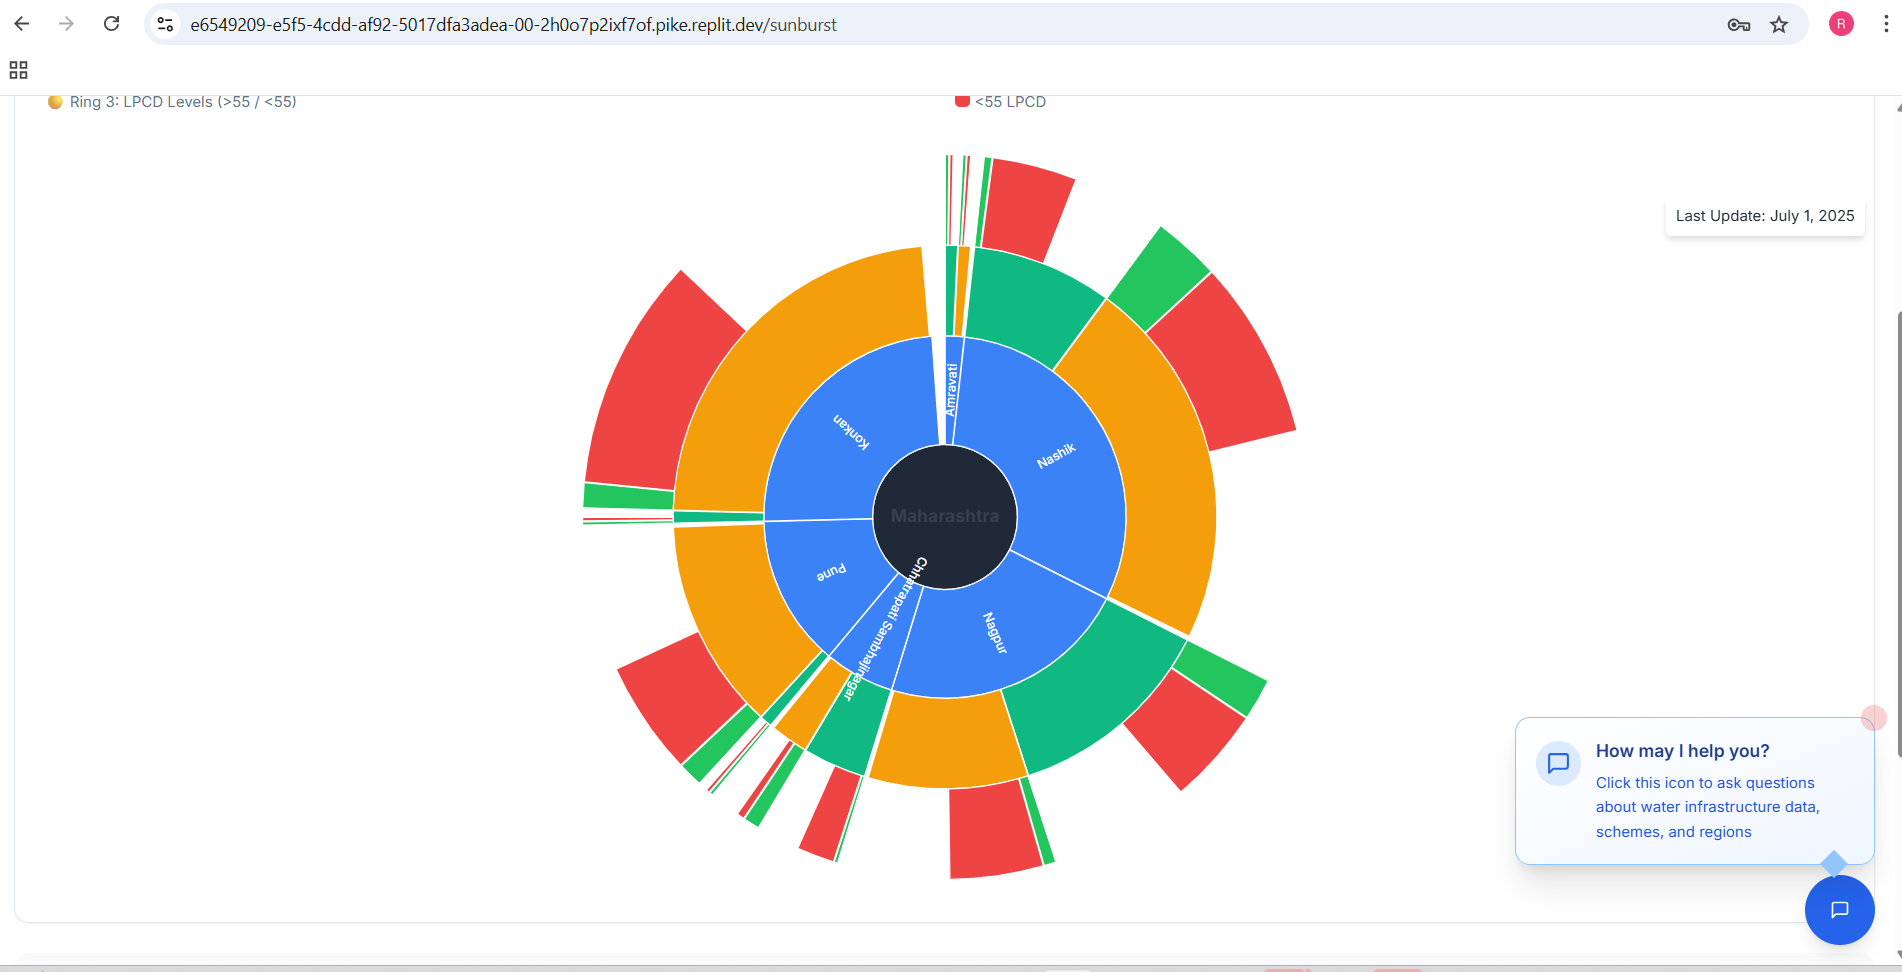 e6549209-e5f5-4cdd-af92-5017dfa3adea-00-2h0o7p2ixf7of.pike.replit.dev/sunburst
R
Ring 3: LPCD Levels (>55 / <55)
<55 LPCD
Last Update: July 1, 2025
Amravati
Konkan
Nashik
Maharashtra
Pune
Chhatrapati Sambhajinagar
Nagpur
How may I help you?
Click this icon to ask questions
about water infrastructure data,
schemes, and regions